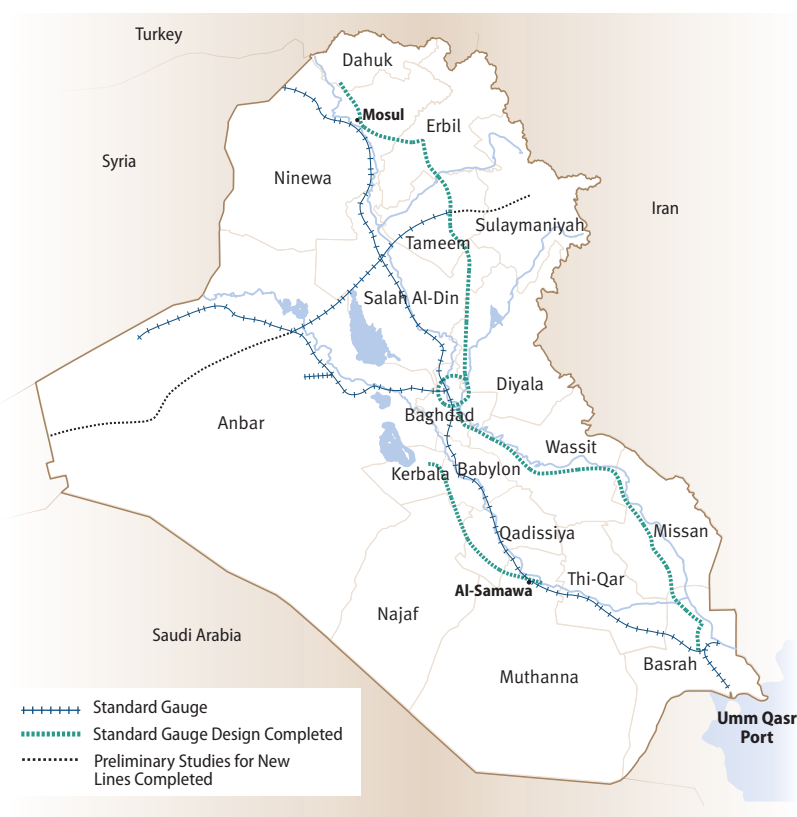 Turkey
Dahuk
Mosul
Erbil
Syria
Ninewa
Iran
Sulaymaniyah
Tameem
Salah Al-Din
Diyala
Baghdad
Anbar
Wassit
Kerbala
Babylon
Qadissiya
Missan
Thi-Qar
Al-Samawa
Najaf
Saudi Arabia
Basrah
Muthanna
Umm Qasr
Port
Standard Gauge
Standard Gauge Design Completed
Preliminary Studies for New
Lines Completed